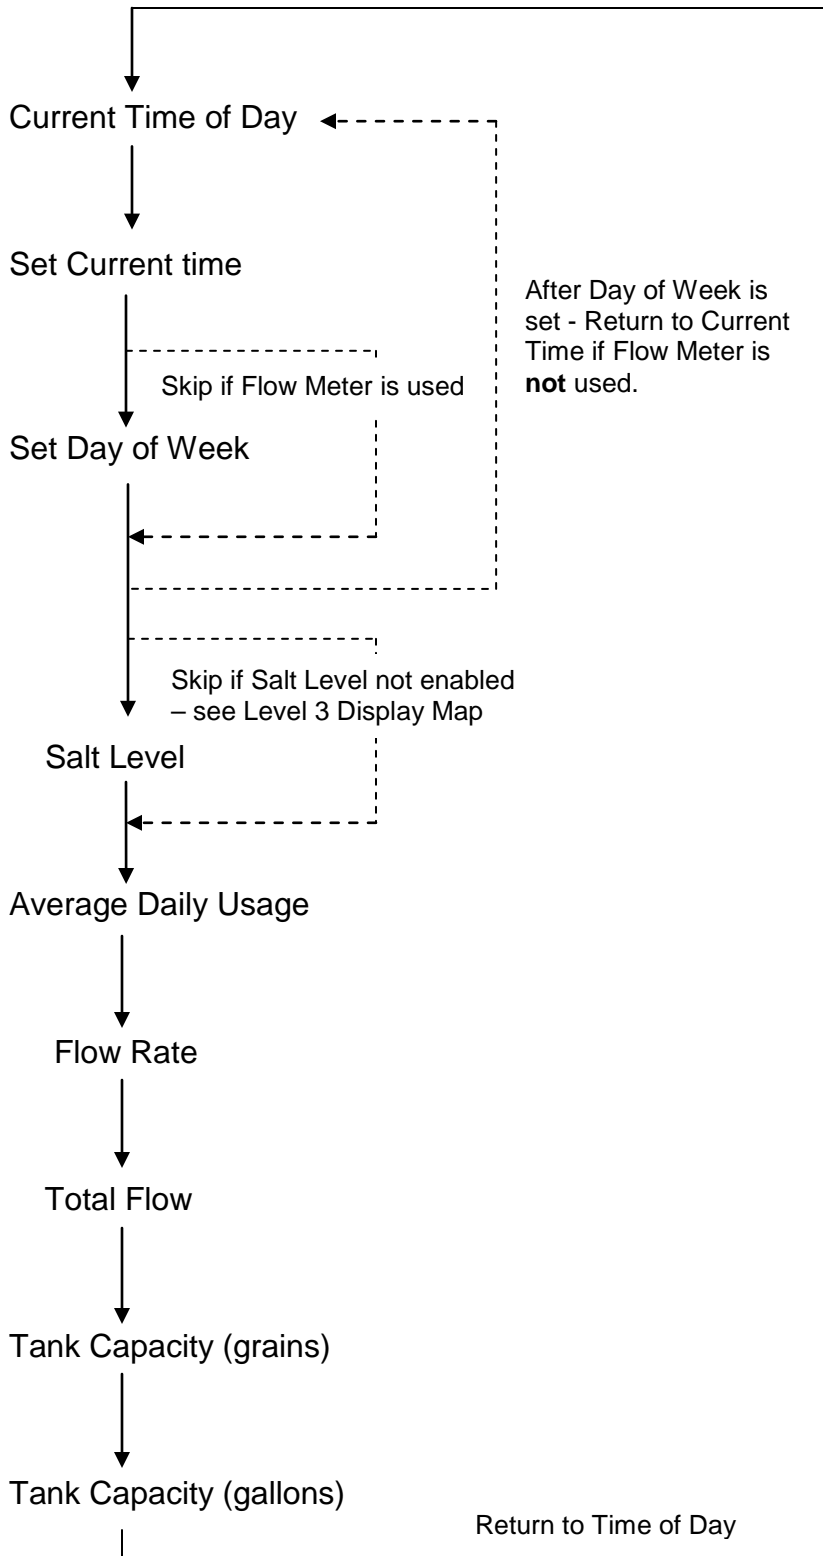 Current Time of Day
Set Current time
After Day of Week is
set - Return to Current
Time if Flow Meter is
not used.
Skip if Flow Meter is used
Set Day of Week
Skip if Salt Level not enabled
– see Level 3 Display Map
Salt Level
Average Daily Usage
Flow Rate
Total Flow
Tank Capacity (grains)
Tank Capacity (gallons)
Return to Time of Day